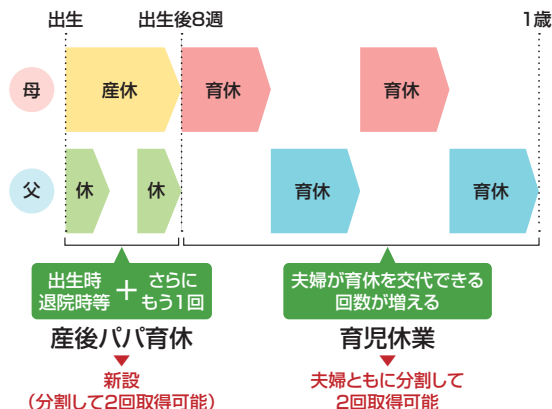 出生
出生後8週
1歳
母
産休
育休
育休
父
休
休
育休
育休
出生時
退院時等
+
さらに
もう1回
夫婦が育休を交代できる
回数が増える
産後パパ育休
育児休業
新設
(分割して2回取得可能)
夫婦ともに分割して
2回取得可能